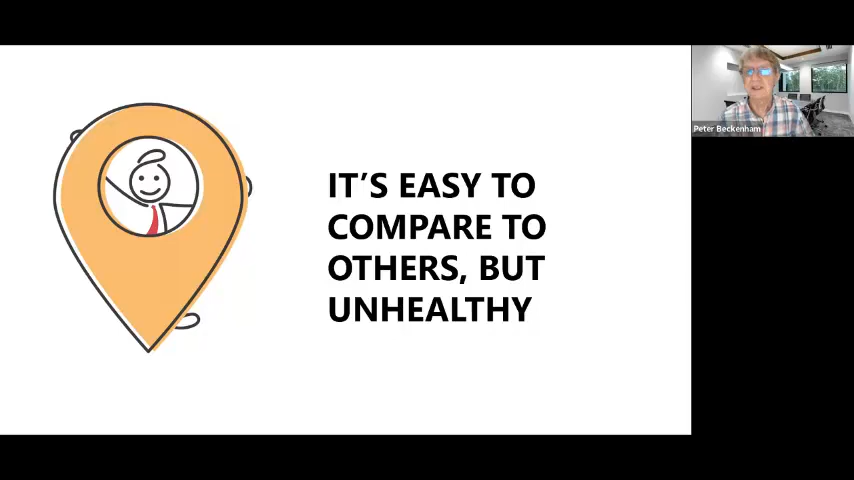 IT’S EASY TO
COMPARE TO
OTHERS, BUT
UNHEALTHY
Peter Beckenham